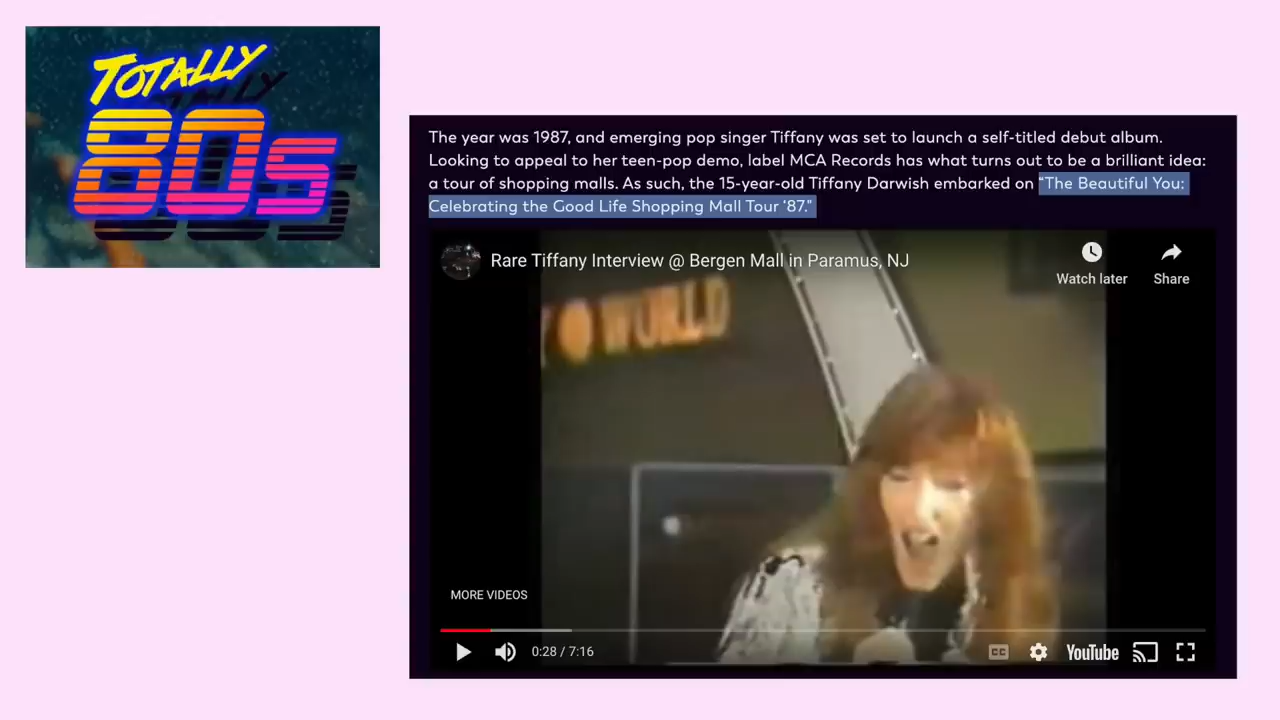 TOTALLY
80s
The year was 1987, and emerging pop singer Tiffany was set to launch a self-titled debut album.
Looking to appeal to her teen-pop demo, label MCA Records has what turns out to be a brilliant idea:
a tour of shopping malls. As such, the 15-year-old Tiffany Darwish embarked on “The Beautiful You:
Celebrating the Good Life Shopping Mall Tour ‘87.”
Rare Tiffany Interview @ Bergen Mall in Paramus, NJ
Watch later
Share
WORLD
MORE VIDEOS
0:28 / 7:16
CC
YouTube